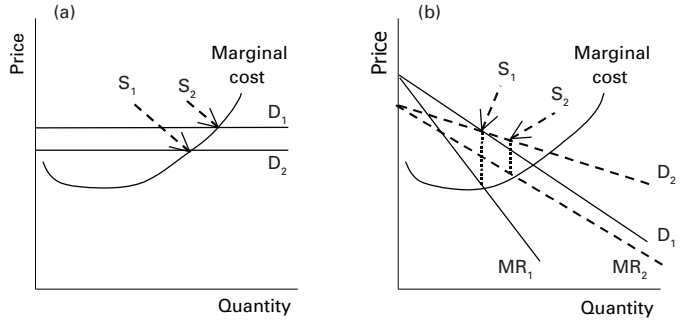 (a)
Price
Marginal
cost
S1
S2
D1
D2
Quantity
(b)
Price
Marginal
cost
S1
S2
D2
D1
MR1
MR2
Quantity